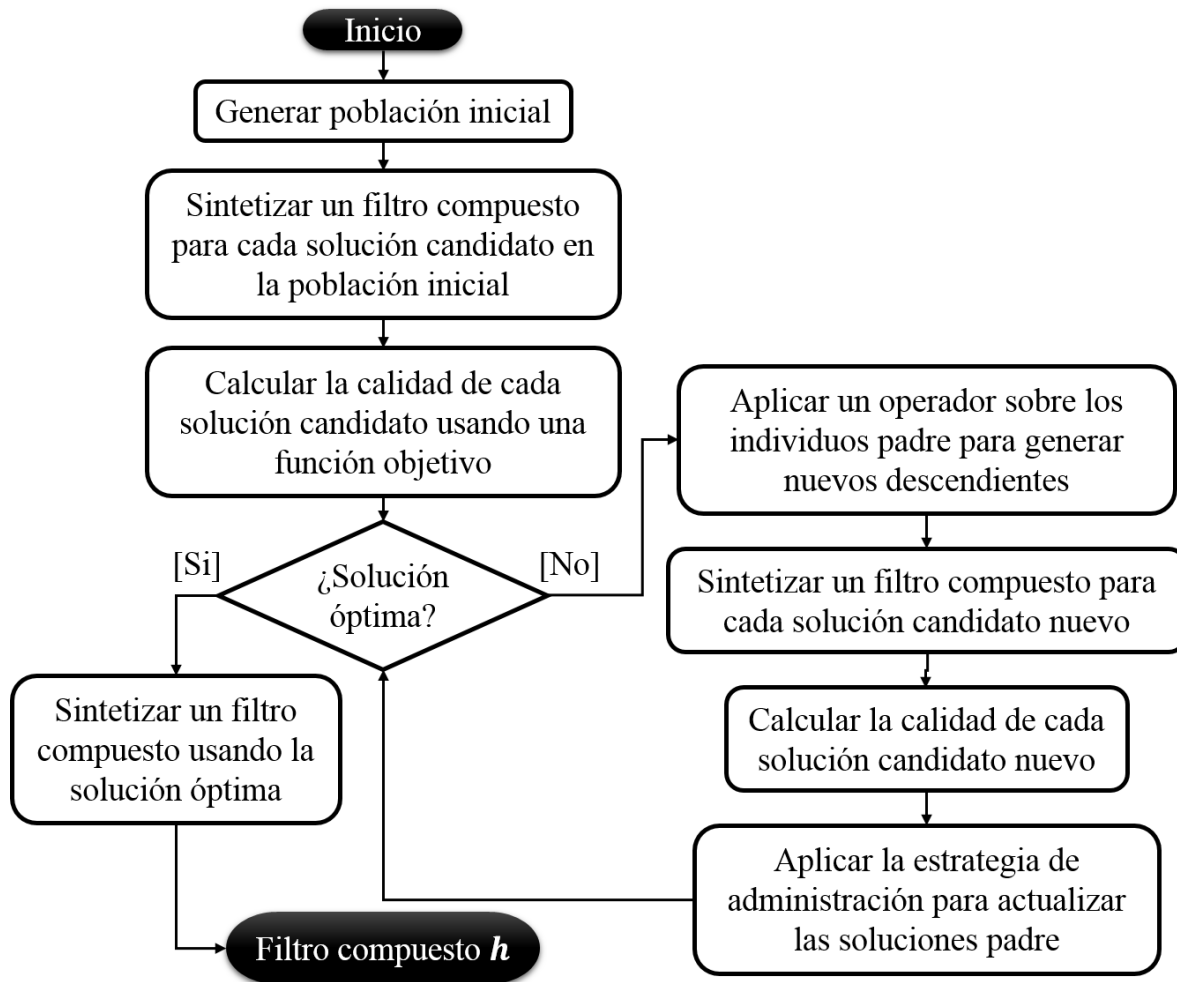 Inicio
Generar población inicial
Sintetizar un filtro compuesto
para cada solución candidato en
la población inicial
Calcular la calidad de cada
solución candidato usando una
función objetivo
¿Solución
óptima?
[Si]
[No]
Sintetizar un filtro
compuesto usando la
solución óptima
Filtro compuesto h
Aplicar un operador sobre los
individuos padre para generar
nuevos descendientes
Sintetizar un filtro compuesto para
cada solución candidato nuevo
Calcular la calidad de cada
solución candidato nuevo
Aplicar la estrategia de
administración para actualizar
las soluciones padre